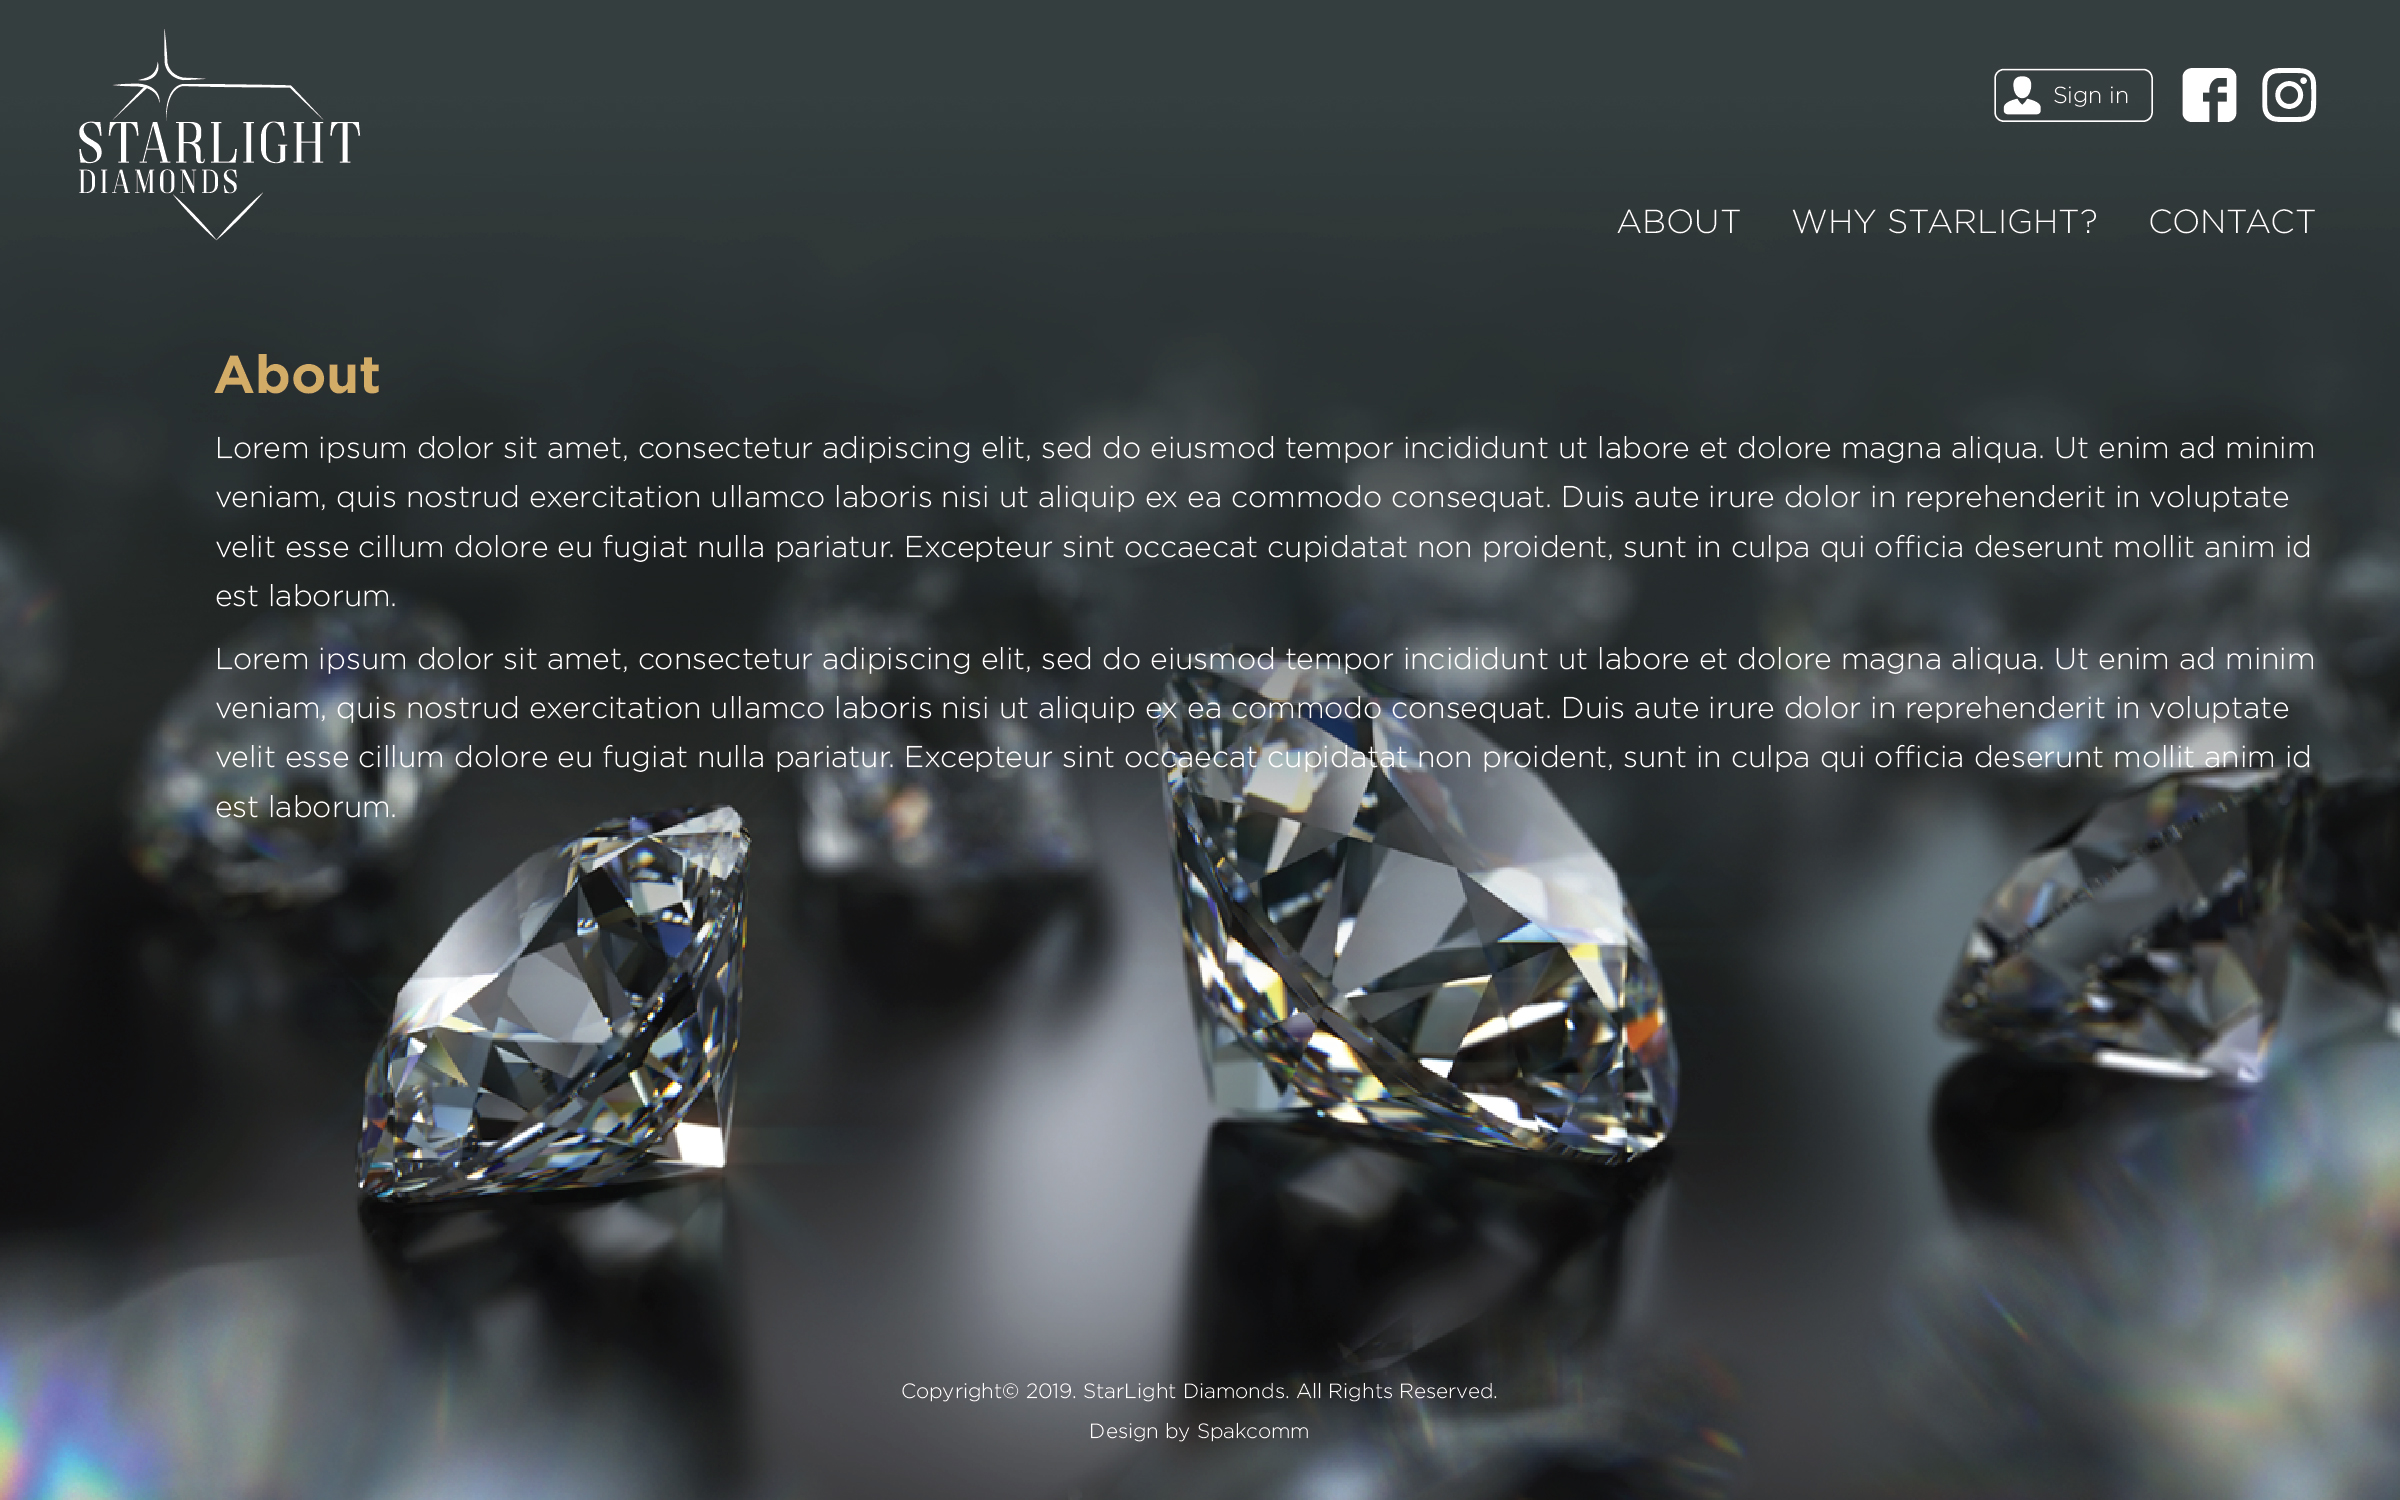 STARLIGHT
DIAMONDS
Sign in
ABOUT WHY STARLIGHT? CONTACT
About
Lorem ipsum dolor sit amet, consectetur adipiscing elit, sed do eiusmod tempor incididunt ut labore et dolore magna aliqua. Ut enim ad minim
veniam, quis nostrud exercitation ullamco laboris nisi ut aliquip ex ea commodo consequat. Duis aute irure dolor in reprehenderit in voluptate
velit esse cillum dolore eu fugiat nulla pariatur. Excepteur sint occaecat cupidatat non proident, sunt in culpa qui officia deserunt mollit anim id
est laborum.
Lorem ipsum dolor sit amet, consectetur adipiscing elit, sed do eiusmod tempor incididunt ut labore et dolore magna aliqua. Ut enim ad minim
veniam, quis nostrud exercitation ullamco laboris nisi ut aliquip ex ea commodo consequat. Duis aute irure dolor in reprehenderit in voluptate
velit esse cillum dolore eu fugiat nulla pariatur. Excepteur sint occaecat cupidatat non proident, sunt in culpa qui officia deserunt mollit anim id
est laborum.
Copyright© 2019. StarLight Diamonds. All Rights Reserved.
Design by Spakcomm